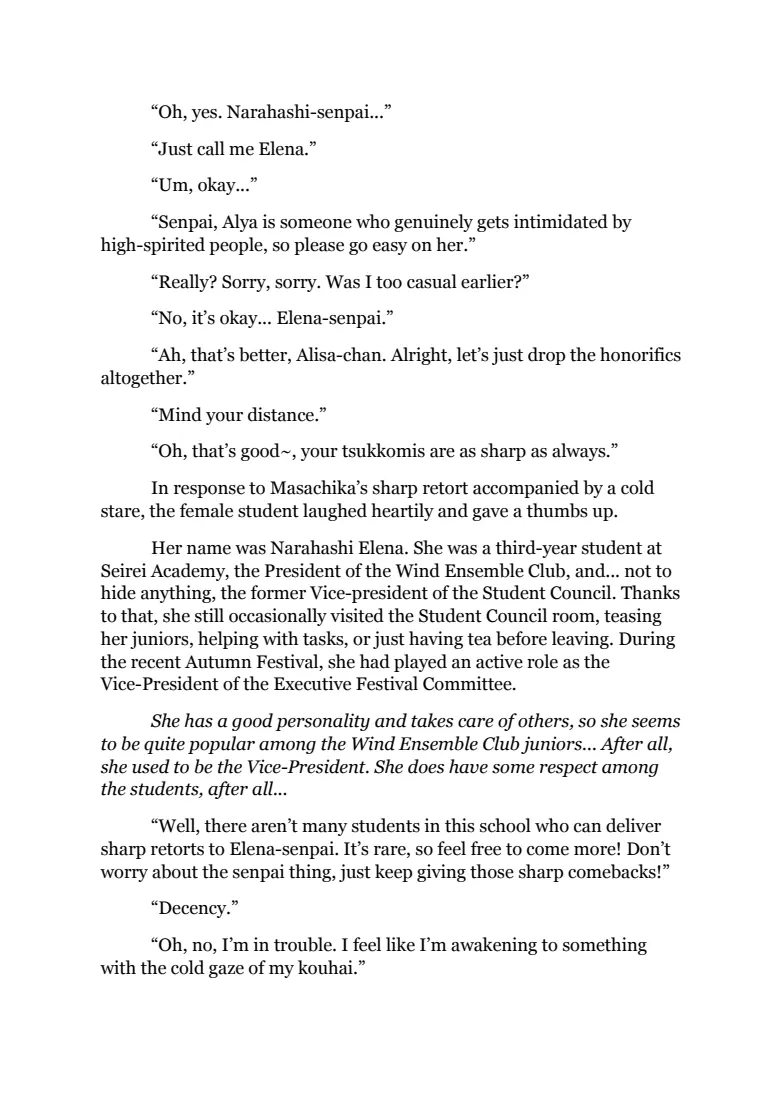 “Oh, yes. Narahashi-senpai...”
“Just call me Elena.”
“Um, okay...”
“Senpai, Alya is someone who genuinely gets intimidated by
high-spirited people, so please go easy on her.”
“Really? Sorry, sorry. Was I too casual earlier?”
“No, it’s okay... Elena-senpai.”
“Ah, that’s better, Alisa-chan. Alright, let’s just drop the honorifics
altogether.”
“Mind your distance.”
“Oh, that’s good~, your tsukkomis are as sharp as always.”
In response to Masachika’s sharp retort accompanied by a cold
stare, the female student laughed heartily and gave a thumbs up.
Her name was Narahashi Elena. She was a third-year student at
Seirei Academy, the President of the Wind Ensemble Club, and... not to
hide anything, the former Vice-president of the Student Council. Thanks
to that, she still occasionally visited the Student Council room, teasing
her juniors, helping with tasks, or just having tea before leaving. During
the recent Autumn Festival, she had played an active role as the
Vice-President of the Executive Festival Committee.
She has a good personality and takes care of others, so she seems
to be quite popular among the Wind Ensemble Club juniors... After all,
she used to be the Vice-President. She does have some respect among
the students, after all...
“Well, there aren’t many students in this school who can deliver
sharp retorts to Elena-senpai. It’s rare, so feel free to come more! Don’t
worry about the senpai thing, just keep giving those sharp comebacks!”
“Decency.”
“Oh, no, I’m in trouble. I feel like I’m awakening to something
with the cold gaze of my kouhai.”